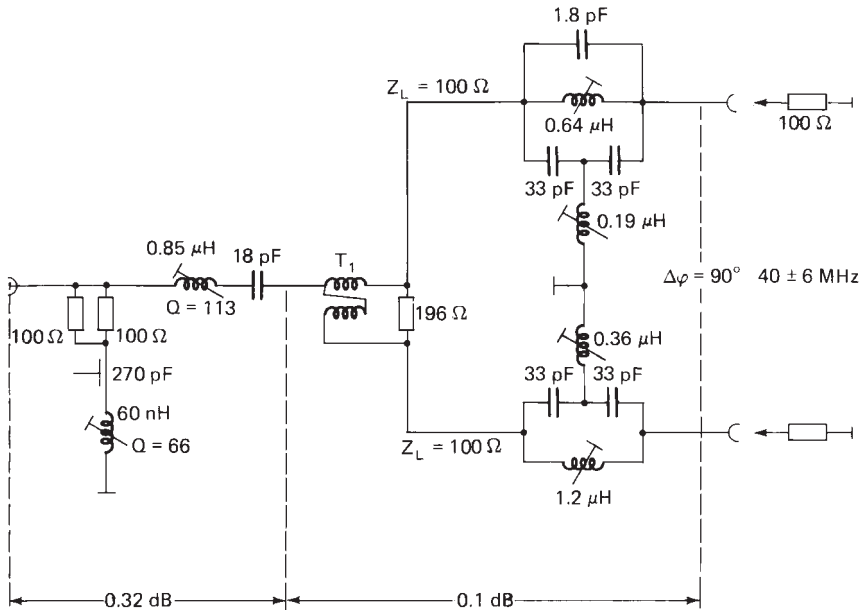 1.8 pF
Z_L = 100 Ω
0.64 μH
100 Ω
33 pF 33 pF
0.19 μH
0.85 μH
18 pF
T₁
Δφ = 90° 40 ± 6 MHz
Q = 113
196 Ω
100 Ω
100 Ω
0.36 μH
270 pF
33 pF 33 pF
60 nH
Q = 66
Z_L = 100 Ω
1.2 μH
0.32 dB
0.1 dB